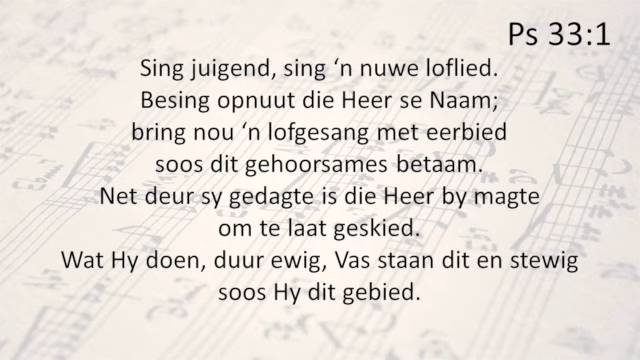 Ps 33:1
Sing juigend, sing ‘n nuwe loflied.
Besing opnuut die Heer se Naam;
bring nou ‘n lofgesang met eerbied
soos dit gehoorsames betaam.
Net deur sy gedagte is die Heer by magte
om te laat geskied.
Wat Hy doen, duur ewig, Vas staan dit en stewig
soos Hy dit gebied.